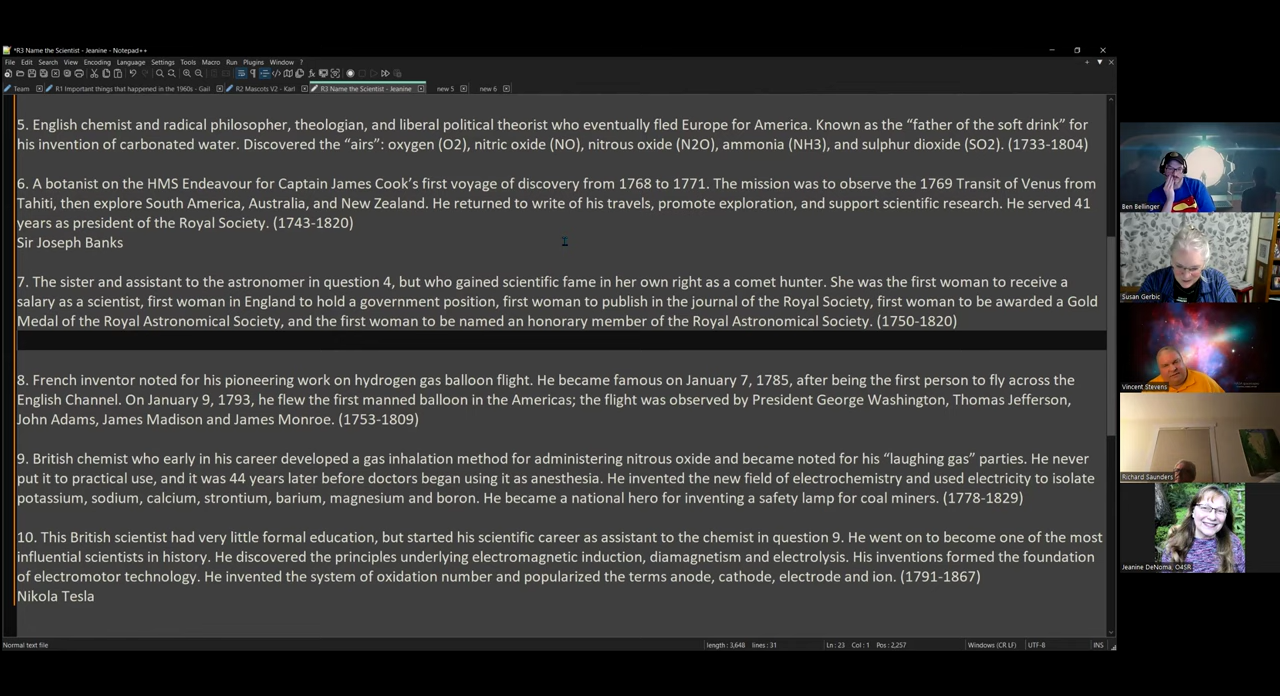 *R3 Name the Scientist - Jeanine - Notepad++
File Edit Search View Encoding Language Settings Tools Macro Run Plugins Window ?
Team R1 Important things that happened in the 1960s - Gail R2 Mascots V2 - Kart R3 Name the Scientist - Jeanine new 5 new 6
5. English chemist and radical philosopher, theologian, and liberal political theorist who eventually fled Europe for America. Known as the “father of the soft drink” for
his invention of carbonated water. Discovered the “airs”: oxygen (O2), nitric oxide (NO), nitrous oxide (N2O), ammonia (NH3), and sulphur dioxide (SO2). (1733-1804)
6. A botanist on the HMS Endeavour for Captain James Cook’s first voyage of discovery from 1768 to 1771. The mission was to observe the 1769 Transit of Venus from
Tahiti, then explore South America, Australia, and New Zealand. He returned to write of his travels, promote exploration, and support scientific research. He served 41
years as president of the Royal Society. (1743-1820)
Sir Joseph Banks
7. The sister and assistant to the astronomer in question 4, but who gained scientific fame in her own right as a comet hunter. She was the first woman to receive a
salary as a scientist, first woman in England to hold a government position, first woman to publish in the journal of the Royal Society, first woman to be awarded a Gold
Medal of the Royal Astronomical Society, and the first woman to be named an honorary member of the Royal Astronomical Society. (1750-1820)
8. French inventor noted for his pioneering work on hydrogen gas balloon flight. He became famous on January 7, 1785, after being the first person to fly across the
English Channel. On January 9, 1793, he flew the first manned balloon in the Americas; the flight was observed by President George Washington, Thomas Jefferson,
John Adams, James Madison and James Monroe. (1753-1809)
9. British chemist who early in his career developed a gas inhalation method for administering nitrous oxide and became noted for his “laughing gas” parties. He never
put it to practical use, and it was 44 years later before doctors began using it as anesthesia. He invented the new field of electrochemistry and used electricity to isolate
potassium, sodium, calcium, strontium, barium, magnesium and boron. He became a national hero for inventing a safety lamp for coal miners. (1778-1829)
10. This British scientist had very little formal education, but started his scientific career as assistant to the chemist in question 9. He went on to become one of the most
influential scientists in history. He discovered the principles underlying electromagnetic induction, diamagnetism and electrolysis. His inventions formed the foundation
of electromotor technology. He invented the system of oxidation number and popularized the terms anode, cathode, electrode and ion. (1791-1867)
Nikola Tesla
Normal text file length : 3,648 lines : 31 Ln : 23 Col : 1 Pos : 2,257 Windows (CR LF) UTF-8 INS
Ben Bellinger
Susan Gerbic
Vincent Stevens
Richard Saunders
Jeanine DeNoma, O4SR